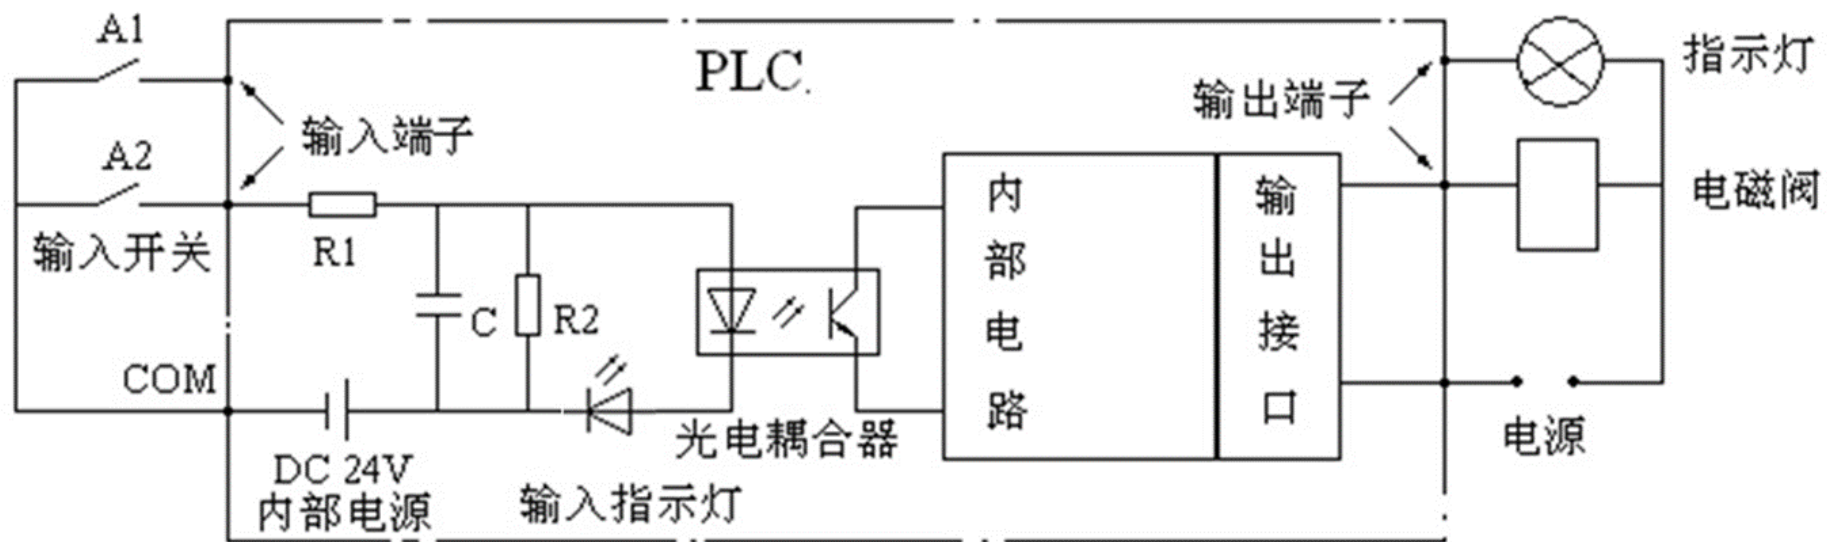 A1
PLC.
指示灯
输入端子
输出端子
A2
电磁阀
输入开关
R1
C
R2
内部电路
输出接口
COM
光电耦合器
电源
DC 24V
内部电源
输入指示灯